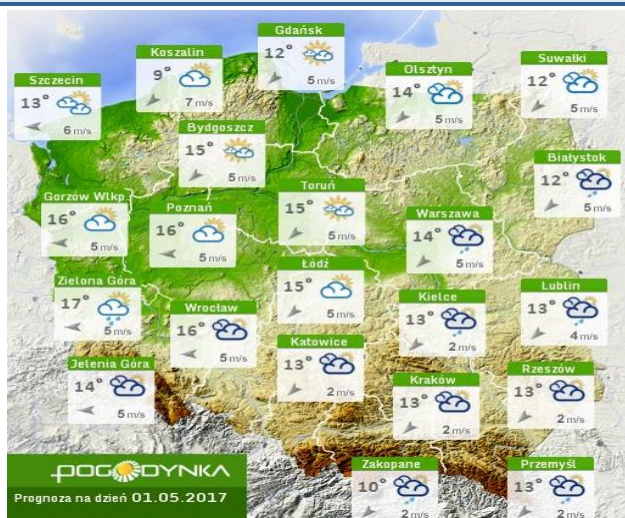 Gdańsk
12°
5 m/s
Koszalin
9°
7 m/s
Szczecin
13°
6 m/s
Olsztyn
14°
5 m/s
Suwałki
12°
5 m/s
Bydgoszcz
15°
5 m/s
Białystok
12°
5 m/s
Gorzów Wlkp
16°
5 m/s
Poznań
16°
5 m/s
Toruń
15°
5 m/s
Warszawa
14°
5 m/s
Łódź
15°
5 m/s
Zielona Góra
17°
5 m/s
Wrocław
16°
5 m/s
Kielce
13°
2 m/s
Lublin
13°
4 m/s
Katowice
13°
2 m/s
Jelenia Góra
14°
5 m/s
Kraków
13°
2 m/s
Rzeszów
13°
2 m/s
Zakopane
10°
2 m/s
Przemyśl
13°
2 m/s
POGODYNKA
Prognoza na dzień 01.05.2017